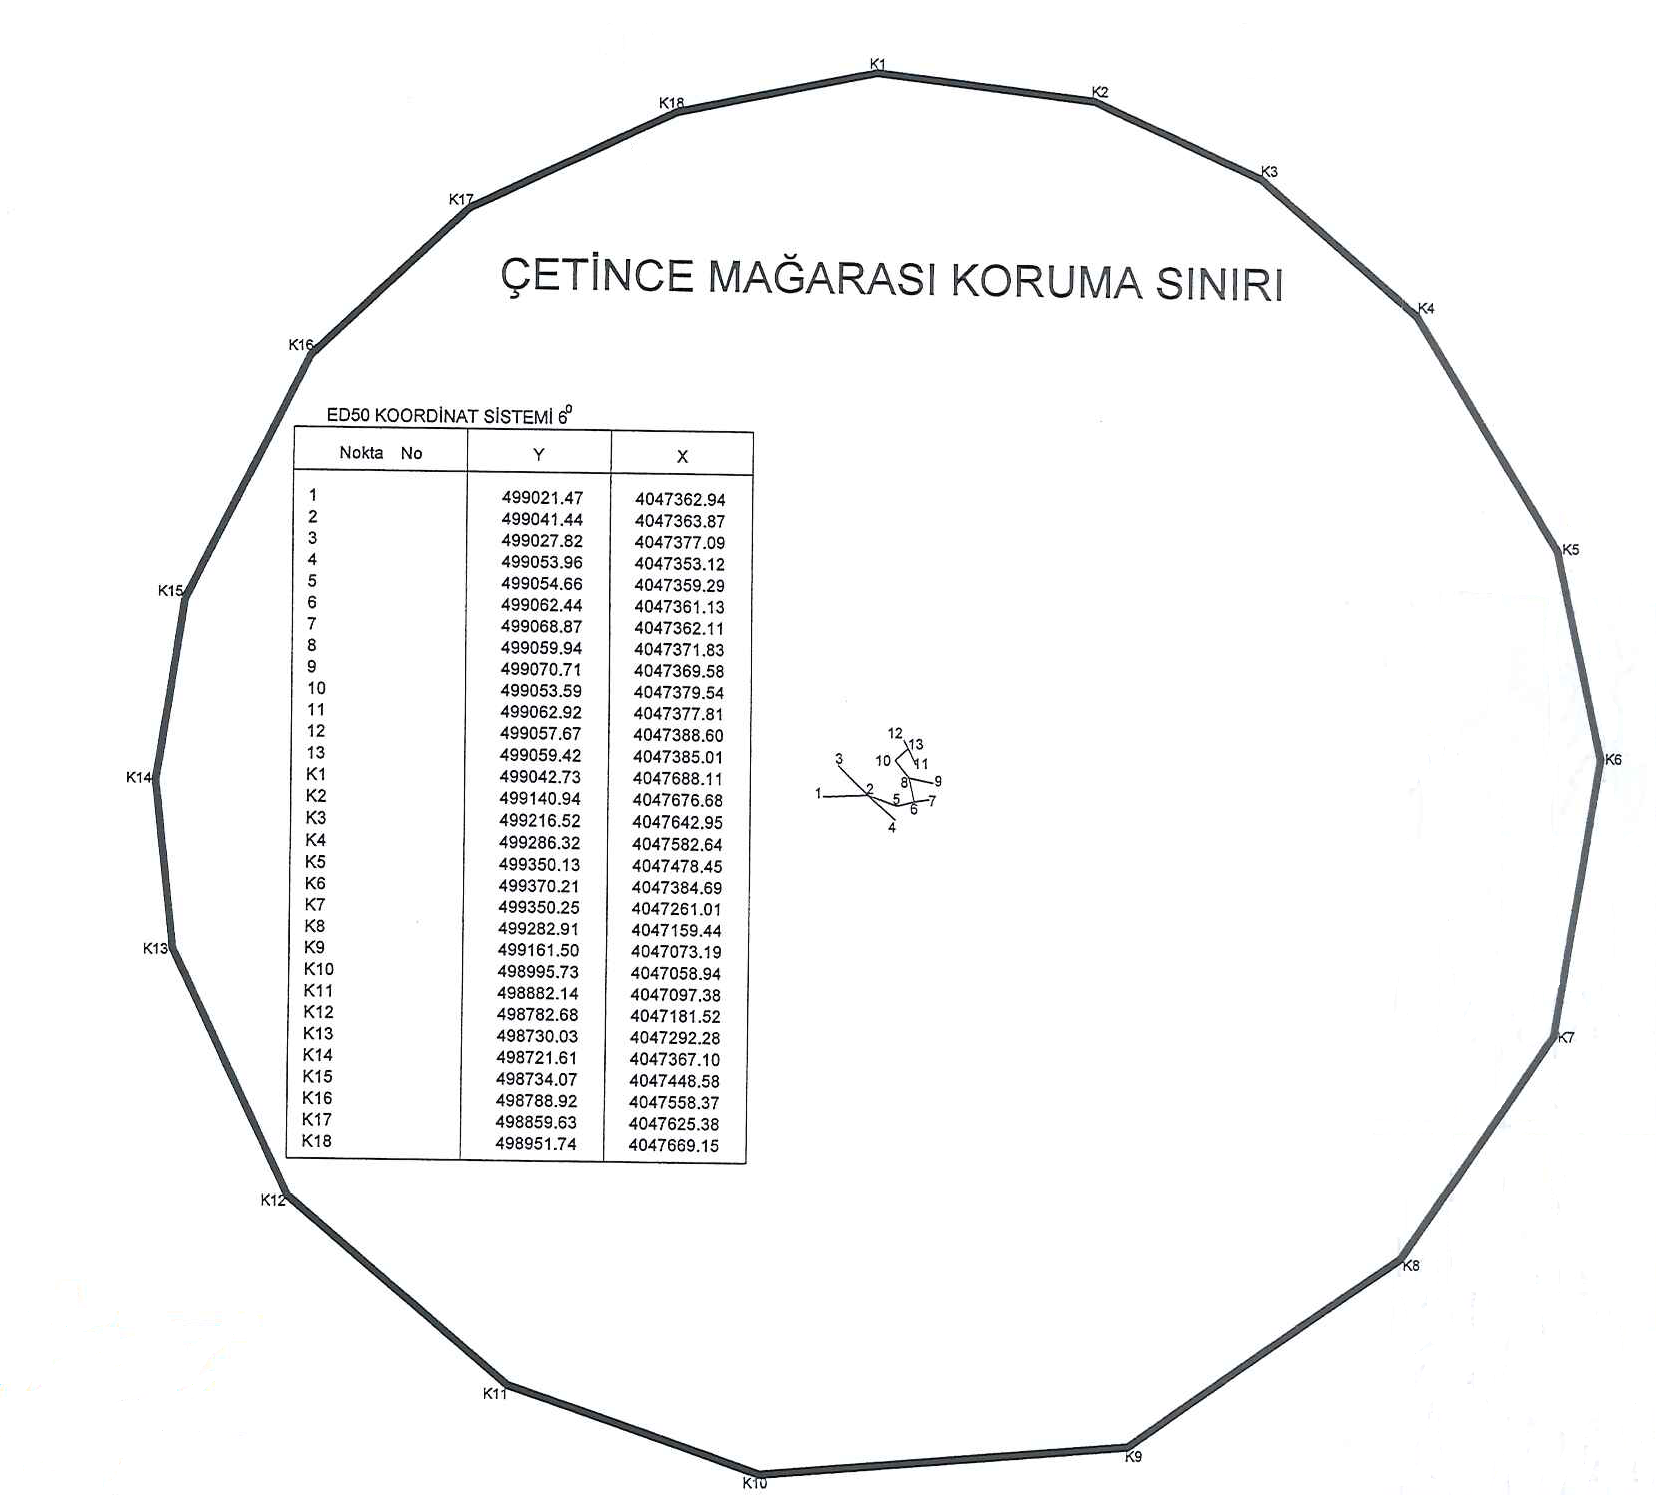 K1
K2
K18
K3
K17
ÇETİNCE MAĞARASI KORUMA SINIRI
K4
K16
ED50 KOORDİNAT SİSTEMİ 6⁰
Nokta No Y X
1 499021.47 4047362.94
2 499041.44 4047363.87
3 499027.82 4047377.09
4 499053.96 4047353.12
5 499054.66 4047359.29
6 499062.44 4047361.13
7 499068.87 4047362.11
8 499059.94 4047371.83
9 499070.71 4047369.58
10 499053.59 4047379.54
11 499062.92 4047377.81
12 499057.67 4047388.60
13 499059.42 4047385.01
K1 499042.73 4047688.11
K2 499140.94 4047676.68
K3 499216.52 4047642.95
K4 499286.32 4047582.64
K5 499350.13 4047478.45
K6 499370.21 4047384.69
K7 499350.25 4047261.01
K8 499282.91 4047159.44
K9 499161.50 4047073.19
K10 498995.73 4047058.94
K11 498882.14 4047097.38
K12 498782.68 4047181.52
K13 498730.03 4047292.28
K14 498721.61 4047367.10
K15 498734.07 4047448.58
K16 498788.92 4047558.37
K17 498859.63 4047625.38
K18 498951.74 4047669.15
K5
K15
12
13
3
10
11
K6
K14
8
9
1
2
5
7
6
4
K13
K7
K12
K8
K11
K9
K10